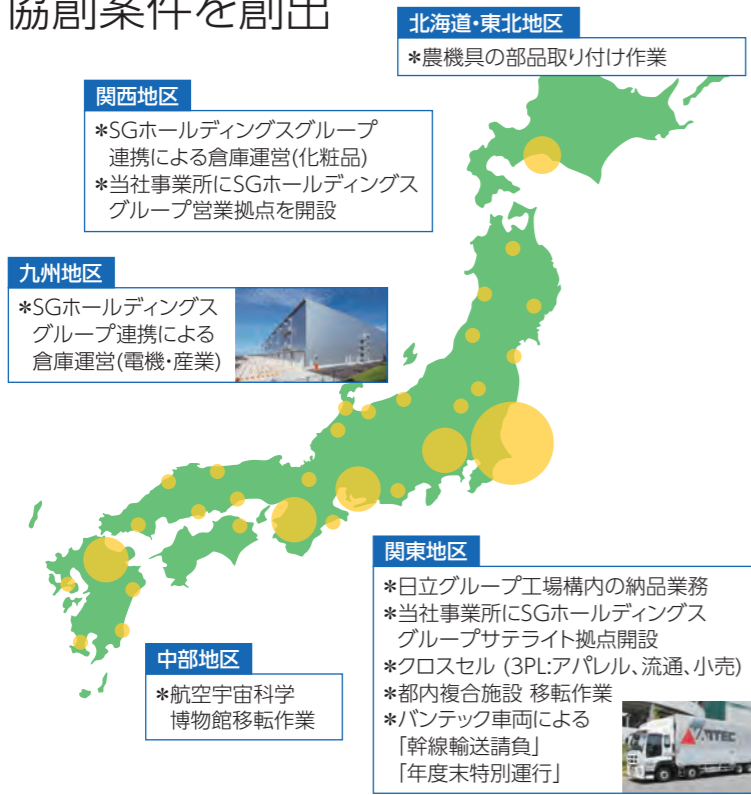 協創案件を創出
北海道・東北地区
*農機具の部品取り付け作業
関西地区
*SGホールディングスグループ
連携による倉庫運営(化粧品)
*当社事業所にSGホールディングス
グループ営業拠点を開設
九州地区
*SGホールディングス
グループ連携による
倉庫運営(電機・産業)
関東地区
*日立グループ工場構内の納品業務
*当社事業所にSGホールディングス
グループサテライト拠点開設
*クロスセル (3PL:アパレル、流通、小売)
*都内複合施設 移転作業
*バンテック車両による
「幹線輸送請負」
「年度末特別運行」
VANTEC
中部地区
*航空宇宙科学
博物館移転作業